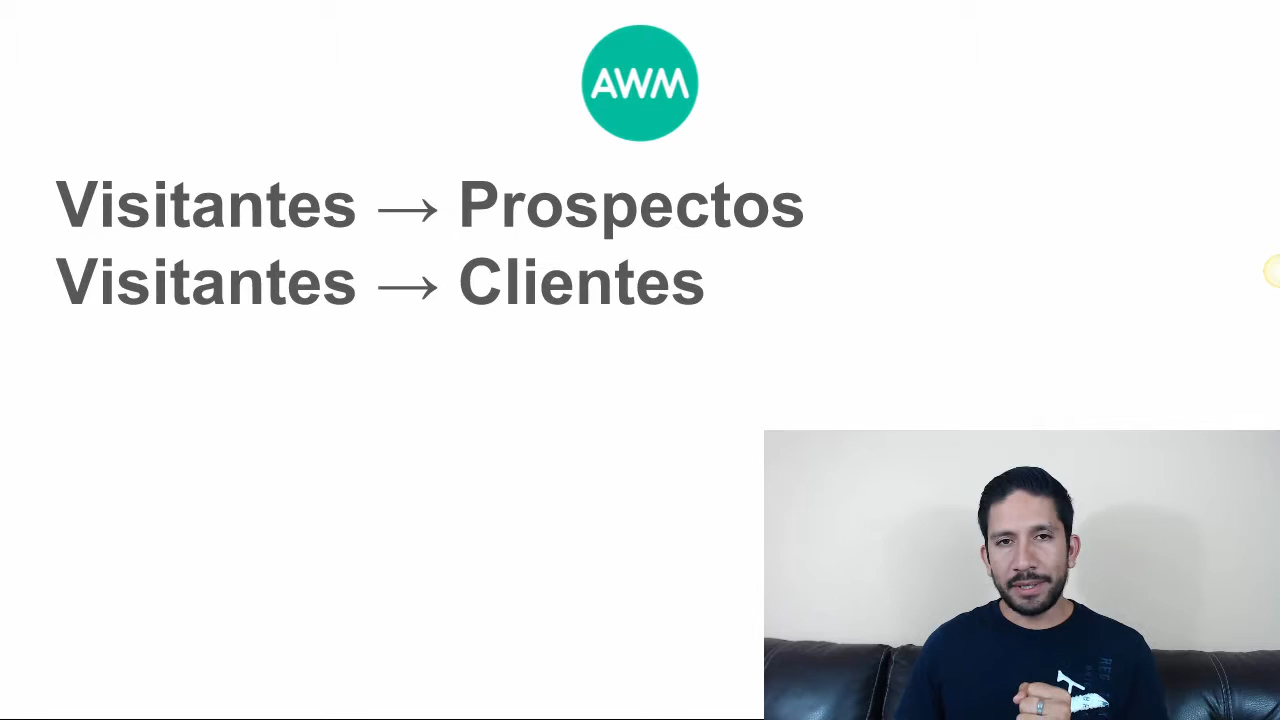 AWM
Visitantes → Prospectos
Visitantes → Clientes